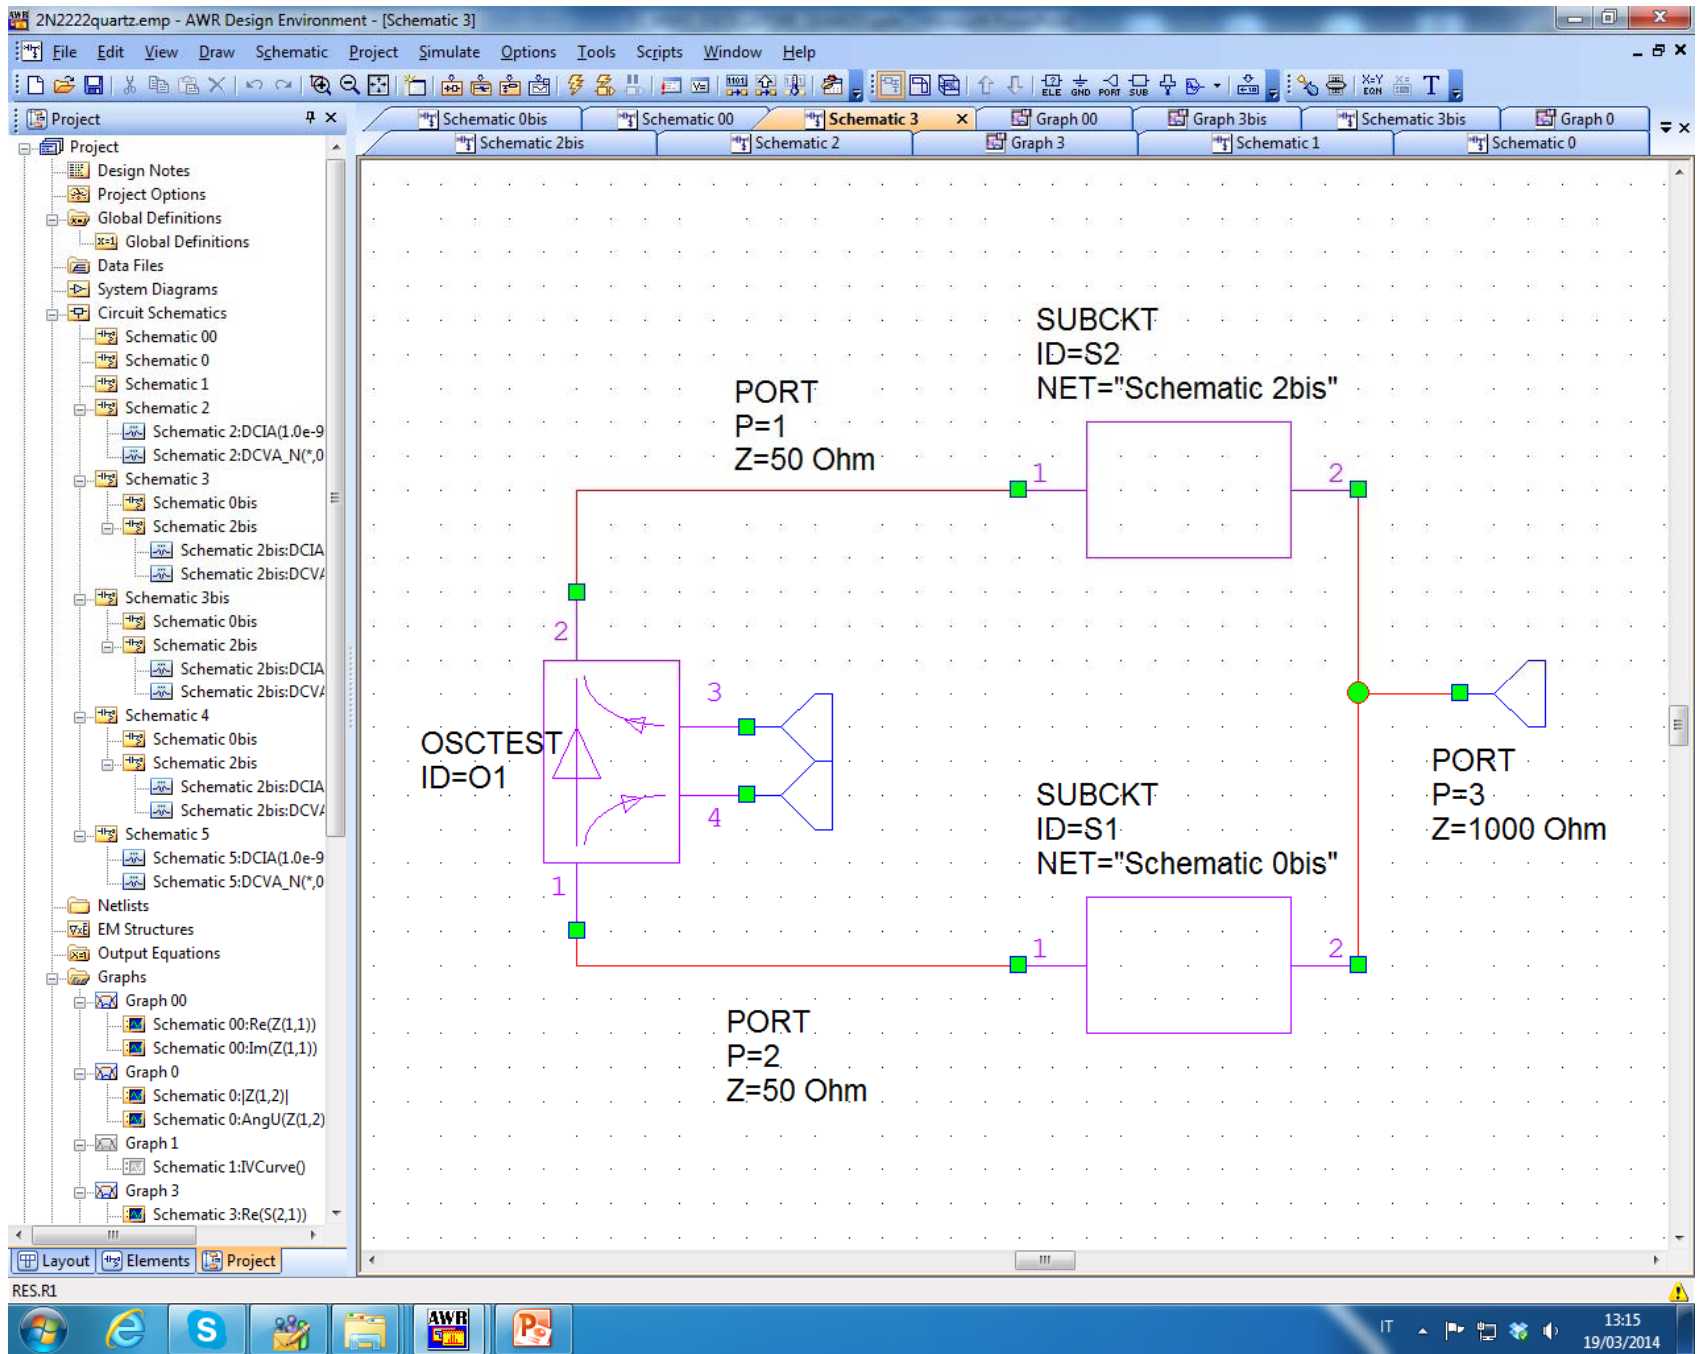 2N2222quartz.emp - AWR Design Environment - [Schematic 3]
File Edit View Draw Schematic Project Simulate Options Tools Scripts Window Help
ELE GND PORT SUB X=Y EQN T
Project
Schematic 0bis Schematic 00 Schematic 3 Graph 00 Graph 3bis Schematic 3bis Graph 0
Schematic 2bis Schematic 2 Graph 3 Schematic 1 Schematic 0
Project
Design Notes
Project Options
Global Definitions
Global Definitions
Data Files
System Diagrams
Circuit Schematics
Schematic 00
Schematic 0
Schematic 1
Schematic 2
Schematic 2:DCIA(1.0e-9
Schematic 2:DCVA_N(*,0
Schematic 3
Schematic 0bis
Schematic 2bis
Schematic 2bis:DCIA
Schematic 2bis:DCVA
Schematic 3bis
Schematic 0bis
Schematic 2bis
Schematic 2bis:DCIA
Schematic 2bis:DCVA
Schematic 4
Schematic 0bis
Schematic 2bis
Schematic 2bis:DCIA
Schematic 2bis:DCVA
Schematic 5
Schematic 5:DCIA(1.0e-9
Schematic 5:DCVA_N(*,0
Netlists
EM Structures
Output Equations
Graphs
Graph 00
Schematic 00:Re(Z(1,1))
Schematic 00:Im(Z(1,1))
Graph 0
Schematic 0:|Z(1,2)|
Schematic 0:AngU(Z(1,2)
Graph 1
Schematic 1:IVCurve()
Graph 3
Schematic 3:Re(S(2,1))
Layout Elements Project
SUBCKT
ID=S2
NET="Schematic 2bis"
1
2
PORT
P=1
Z=50 Ohm
2
3
OSCTEST
ID=O1
4
1
PORT
P=3
Z=1000 Ohm
SUBCKT
ID=S1
NET="Schematic 0bis"
1
2
PORT
P=2
Z=50 Ohm
RES.R1
AWR
IT
13:15
19/03/2014